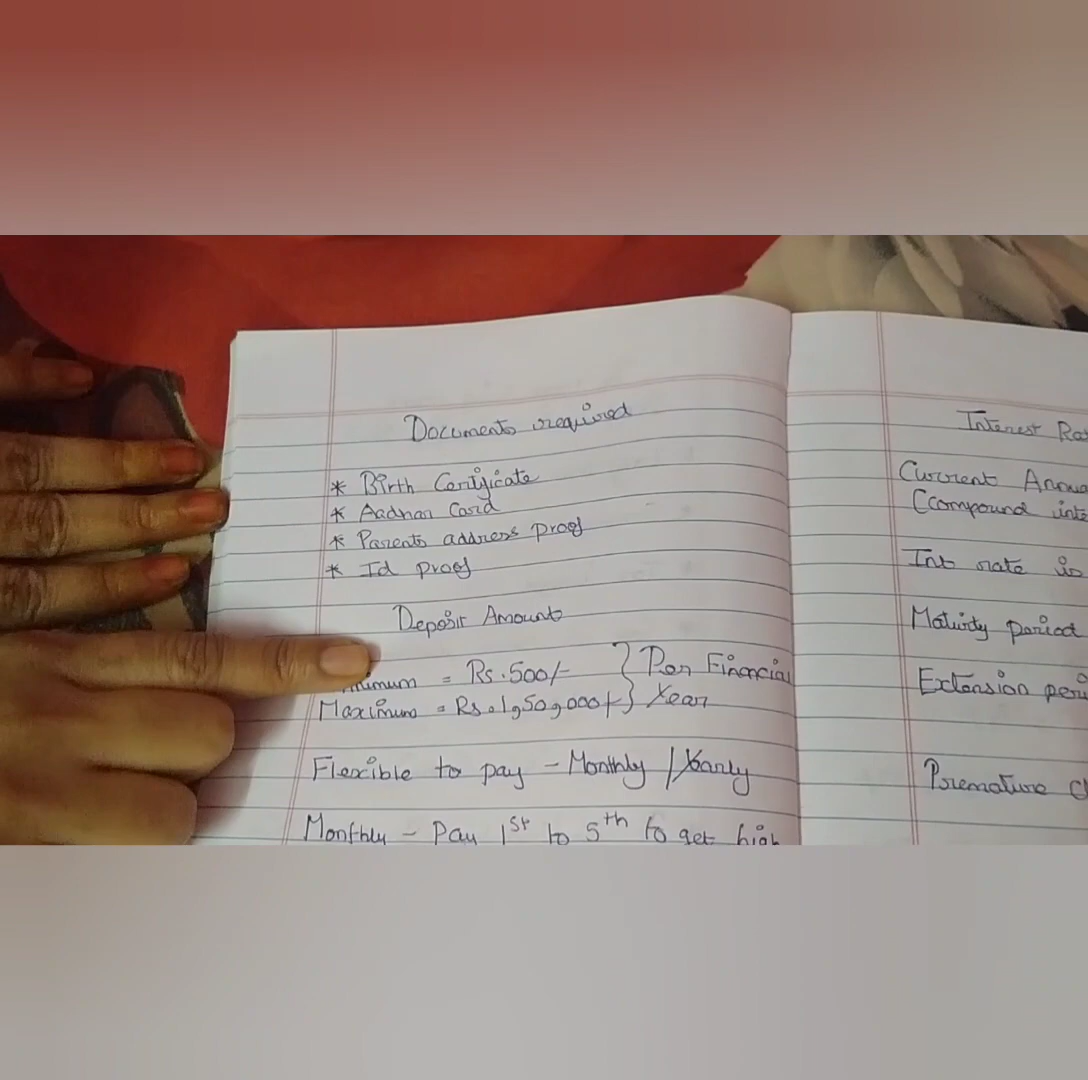 Documents required
* Birth Certificate
* Aadhar Card
* Parents address proof
* Id proof
Deposit Amount
= Rs.500/- } Per Financial
Maximum = Rs.1,50,000/- } Year
Flexible to pay - Monthly / Yearly
Monthly - Pay 1st to 5th to get high
Interest
Current
(Compound
Int rate is
Maturity period
Extension
Premature